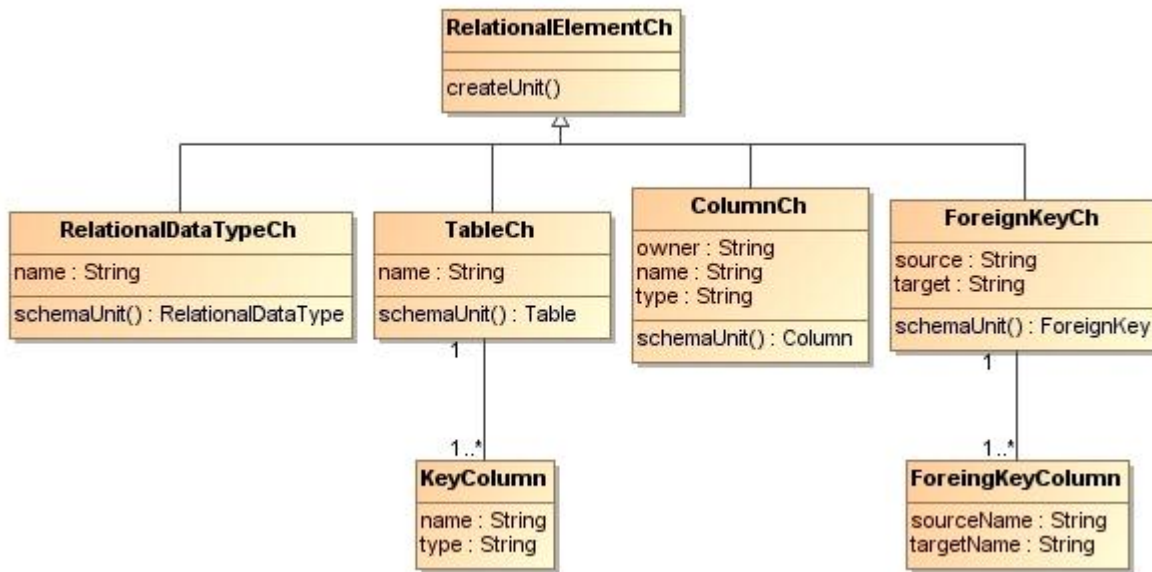 RelationalElementCh
createUnit()
RelationalDataTypeCh
name : String
schemaUnit() : RelationalDataType
TableCh
name : String
schemaUnit() : Table
1
1..*
KeyColumn
name : String
type : String
ColumnCh
owner : String
name : String
type : String
schemaUnit() : Column
ForeignKeyCh
source : String
target : String
schemaUnit() : ForeignKey
1
1..*
ForeingKeyColumn
sourceName : String
targetName : String